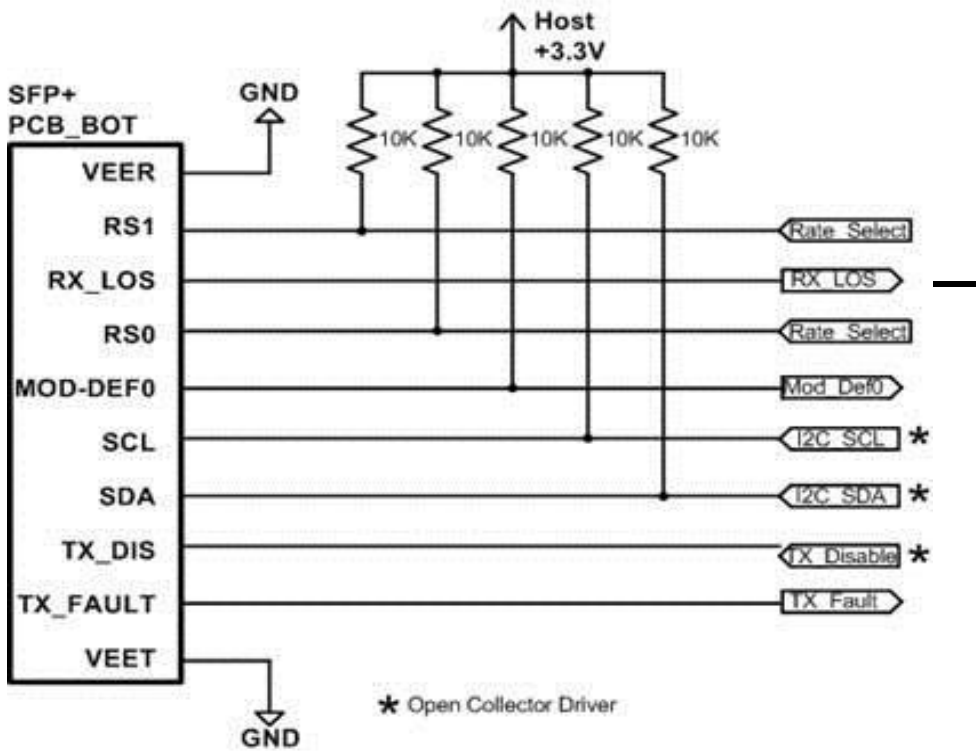 Host
+3.3V
SFP+
PCB_BOT
GND
10K
10K
10K
10K
10K
VEER
RS1
Rate_Select
RX_LOS
RX_LOS
RS0
Rate_Select
MOD-DEF0
Mod_Def0
SCL
I2C_SCL *
SDA
I2C_SDA *
TX_DIS
TX_Disable *
TX_FAULT
TX_Fault
VEET
* Open Collector Driver
GND